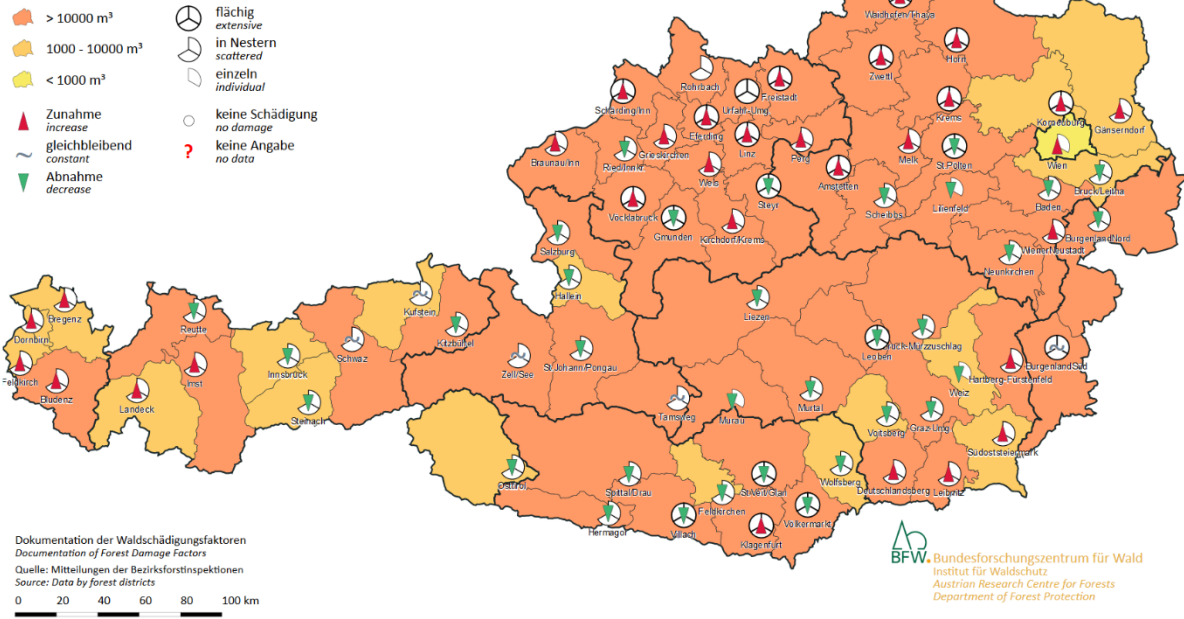 > 10000 m³
1000 - 10000 m³
< 1000 m³
Zunahme
increase
gleichbleibend
constant
Abnahme
decrease
flächig
extensive
in Nestern
scattered
einzeln
individual
keine Schädigung
no damage
?
keine Angabe
no data
Waidhofen/Thaya
Horn
Zwettl
Rohrbach
Schärding/Inn
Urfahr-Umg
Freistadt
Krems
Korneuburg
Gänserndorf
Eferding
Linz
Grieskirchen
Perg
Melk
St.Pölten
Wien
Braunau/Inn
Ried/Innkr.
Wels
Amstetten
Bruck/Leitha
Steyr
Scheibbs
Lilienfeld
Baden
Vöcklabruck
Gmunden
Kirchdorf/Krems
Wiener Neustadt
Burgenland Nord
Salzburg
Neunkirchen
Hallein
Kufstein
Liezen
Bregenz
Dornbirn
Reutte
Kitzbühel
Schwaz
Zell/See
St.Johann/Pongau
Leoben
Bruck-Mürzzuschlag
Burgenland Süd
Feldkirch
Bludenz
Imst
Innsbruck
Hartberg-Fürstenfeld
Weiz
Landeck
Steinach
Tamsweg
Murau
Murtal
Voitsberg
Graz-Umg
Südoststeiermark
Osttirol
Spittal/Drau
Feldkirchen
St.Veit/Glan
Wolfsberg
Deutschlandsberg
Leibnitz
Hermagor
Villach
Klagenfurt
Völkermarkt
Dokumentation der Waldschädigungsfaktoren
Documentation of Forest Damage Factors
Quelle: Mitteilungen der Bezirksforstinspektionen
Source: Data by forest districts
0 20 40 60 80 100 km
BFW.
Bundesforschungszentrum für Wald
Institut für Waldschutz
Austrian Research Centre for Forests
Department of Forest Protection